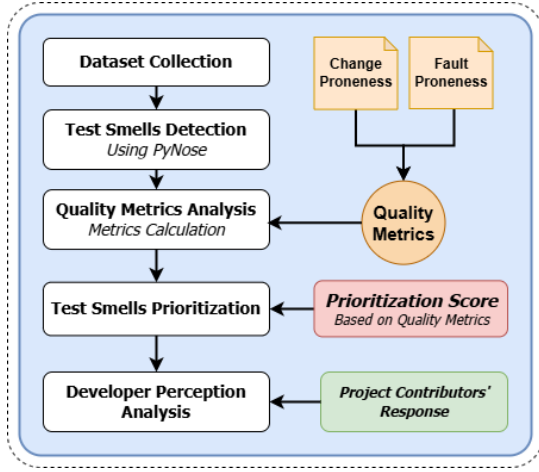 Dataset Collection
Change
Proneness
Fault
Proneness
Test Smells Detection
Using PyNose
Quality Metrics Analysis
Metrics Calculation
Quality
Metrics
Test Smells Prioritization
Prioritization Score
Based on Quality Metrics
Developer Perception
Analysis
Project Contributors'
Response